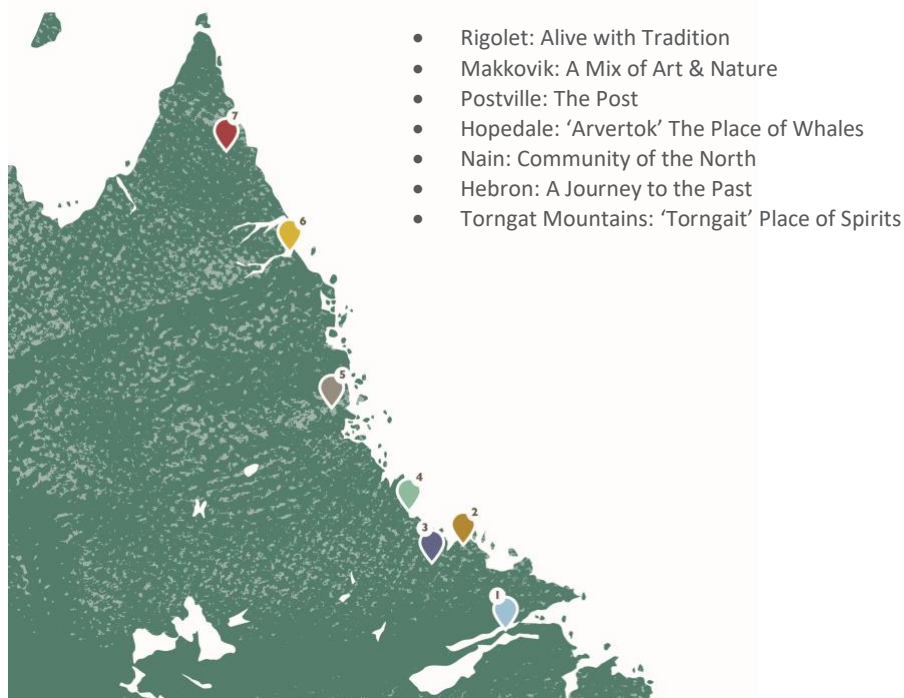 • Rigolet: Alive with Tradition
• Makkovik: A Mix of Art & Nature
• Postville: The Post
• Hopedale: ‘Arvertok’ The Place of Whales
• Nain: Community of the North
• Hebron: A Journey to the Past
• Torngat Mountains: ‘Torngait’ Place of Spirits
7
6
5
4
2
3
1